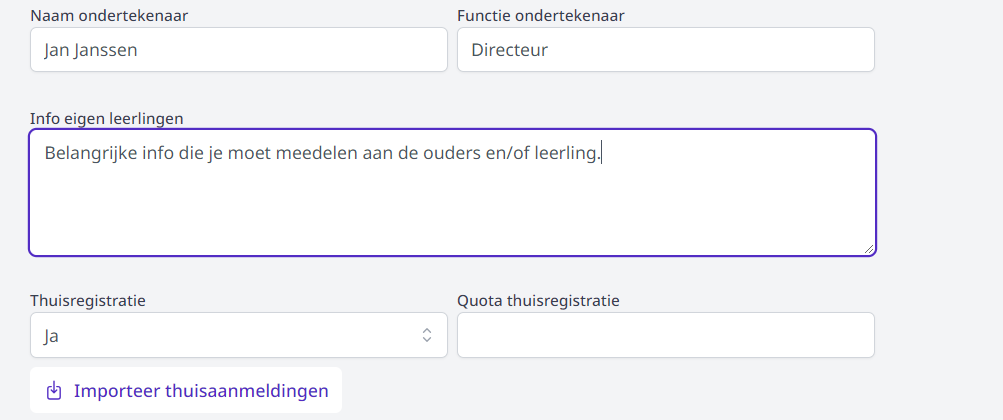 Naam ondertekenaar
Functie ondertekenaar
Jan Janssen
Directeur
Info eigen leerlingen
Belangrijke info die je moet meedelen aan de ouders en/of leerling.
Thuisregistratie
Quota thuisregistratie
Ja
Importeer thuisaanmeldingen